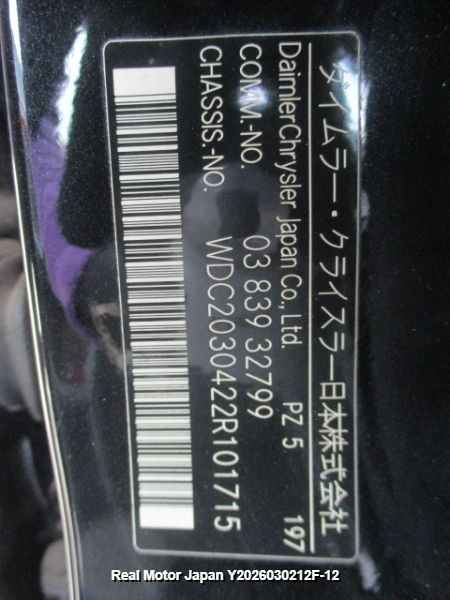 ダイムラー・クライスラー日本株式会社
DaimlerChrysler Japan Co.,Ltd. PZ 5 197
COMM.-NO. 03 839 32799
CHASSIS.-NO. WDC2030422R101715
Real Motor Japan Y2026030212F-12